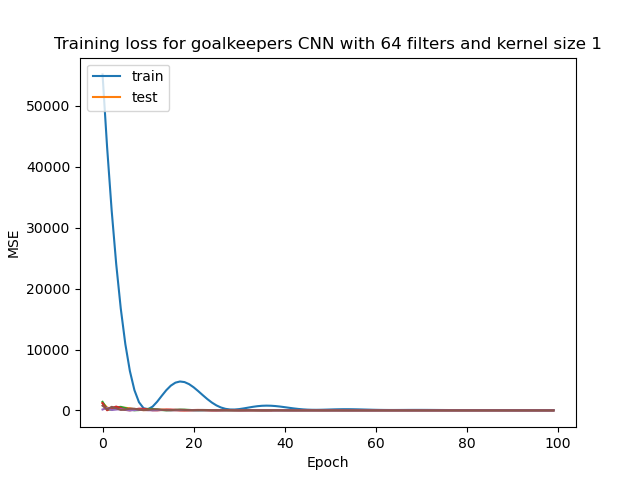 Training loss for goalkeepers CNN with 64 filters and kernel size 1
train
test
50000
40000
30000
20000
10000
0
MSE
0 20 40 60 80 100
Epoch